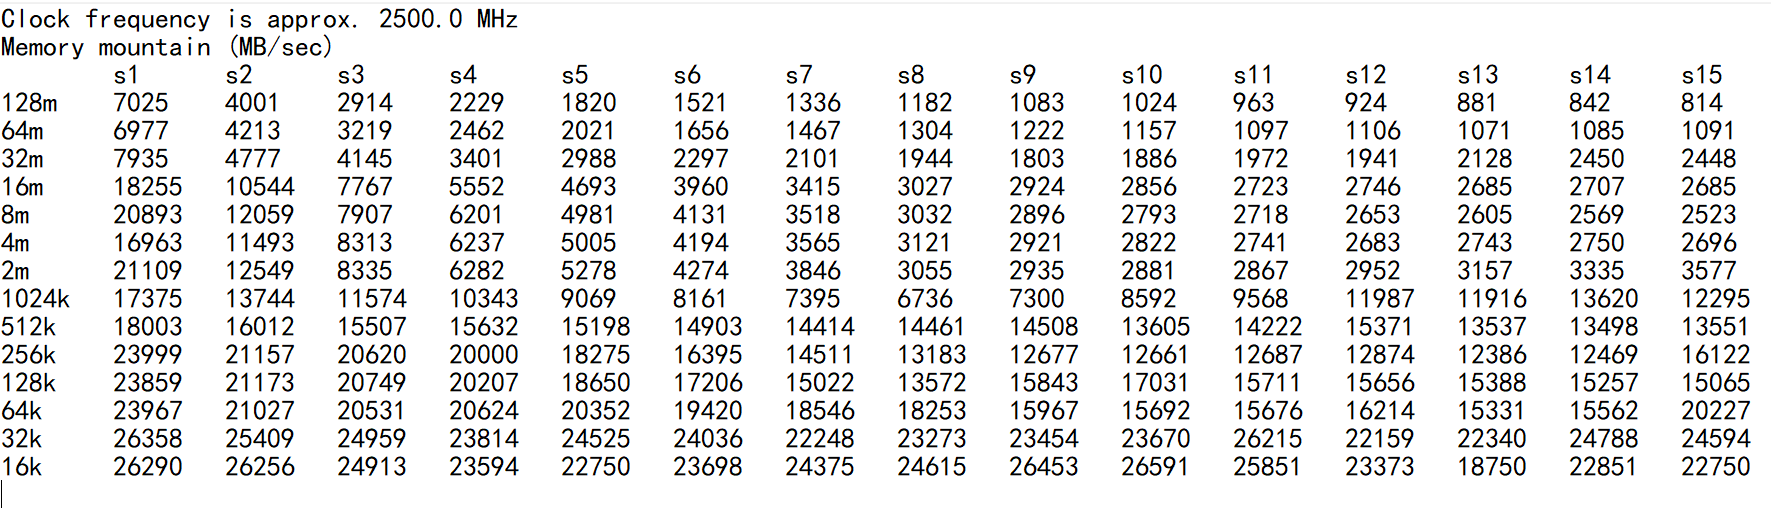 Clock frequency is approx. 2500.0 MHz
Memory mountain (MB/sec)
s1 s2 s3 s4 s5 s6 s7 s8 s9 s10 s11 s12 s13 s14 s15
128m 7025 4001 2914 2229 1820 1521 1336 1182 1083 1024 963 924 881 842 814
64m 6977 4213 3219 2462 2021 1656 1467 1304 1222 1157 1097 1106 1071 1085 1091
32m 7935 4777 4145 3401 2988 2297 2101 1944 1803 1886 1972 1941 2128 2450 2448
16m 18255 10544 7767 5552 4693 3960 3415 3027 2924 2856 2723 2746 2685 2707 2685
8m 20893 12059 7907 6201 4981 4131 3518 3032 2896 2793 2718 2653 2605 2569 2523
4m 16963 11493 8313 6237 5005 4194 3565 3121 2921 2822 2741 2683 2743 2750 2696
2m 21109 12549 8335 6282 5278 4274 3846 3055 2935 2881 2867 2952 3157 3335 3577
1024k 17375 13744 11574 10343 9069 8161 7395 6736 7300 8592 9568 11987 11916 13620 12295
512k 18003 16012 15507 15632 15198 14903 14414 14461 14508 13605 14222 15371 13537 13498 13551
256k 23999 21157 20620 20000 18275 16395 14511 13183 12677 12661 12687 12874 12386 12469 16122
128k 23859 21173 20749 20207 18650 17206 15022 13572 15843 17031 15711 15656 15388 15257 15065
64k 23967 21027 20531 20624 20352 19420 18546 18253 15967 15692 15676 16214 15331 15562 20227
32k 26358 25409 24959 23814 24525 24036 22248 23273 23454 23670 26215 22159 22340 24788 24594
16k 26290 26256 24913 23594 22750 23698 24375 24615 26453 26591 25851 23373 18750 22851 22750